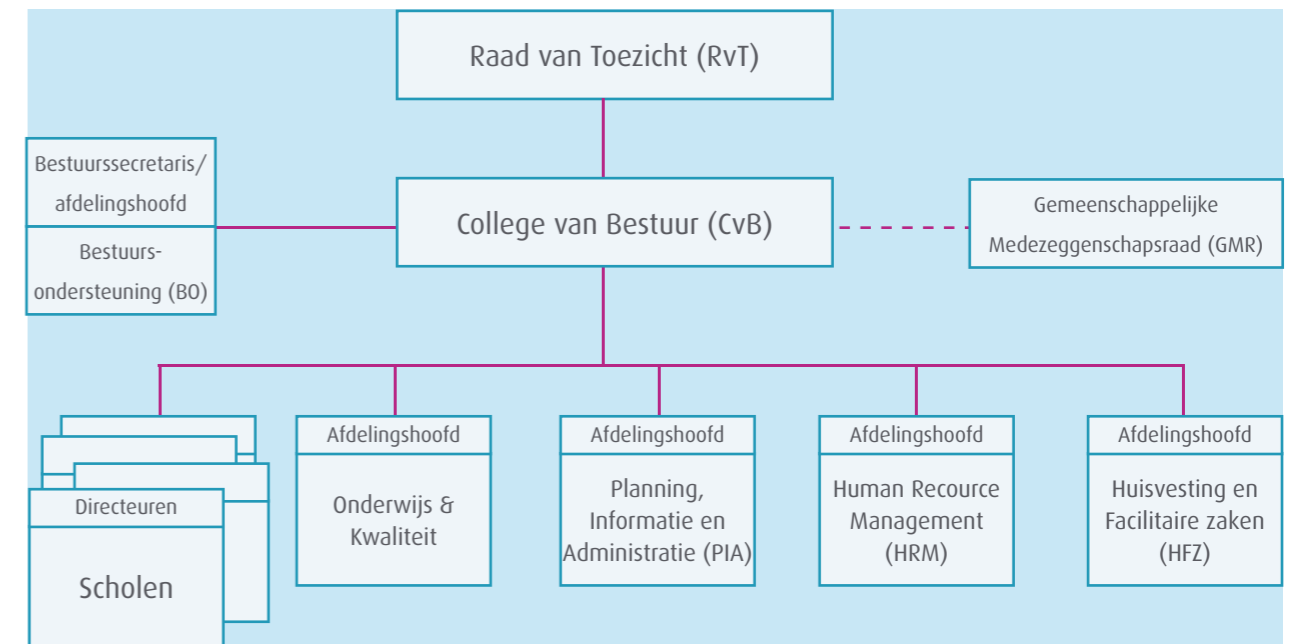 Raad van Toezicht (RvT)
Bestuurssecretaris/
afdelingshoofd
Bestuurs-
ondersteuning (BO)
College van Bestuur (CvB)
Gemeenschappelijke
Medezeggenschapsraad (GMR)
Directeuren
Scholen
Afdelingshoofd
Onderwijs &
Kwaliteit
Afdelingshoofd
Planning,
Informatie en
Administratie (PIA)
Afdelingshoofd
Human Recource
Management
(HRM)
Afdelingshoofd
Huisvesting en
Facilitaire zaken
(HFZ)